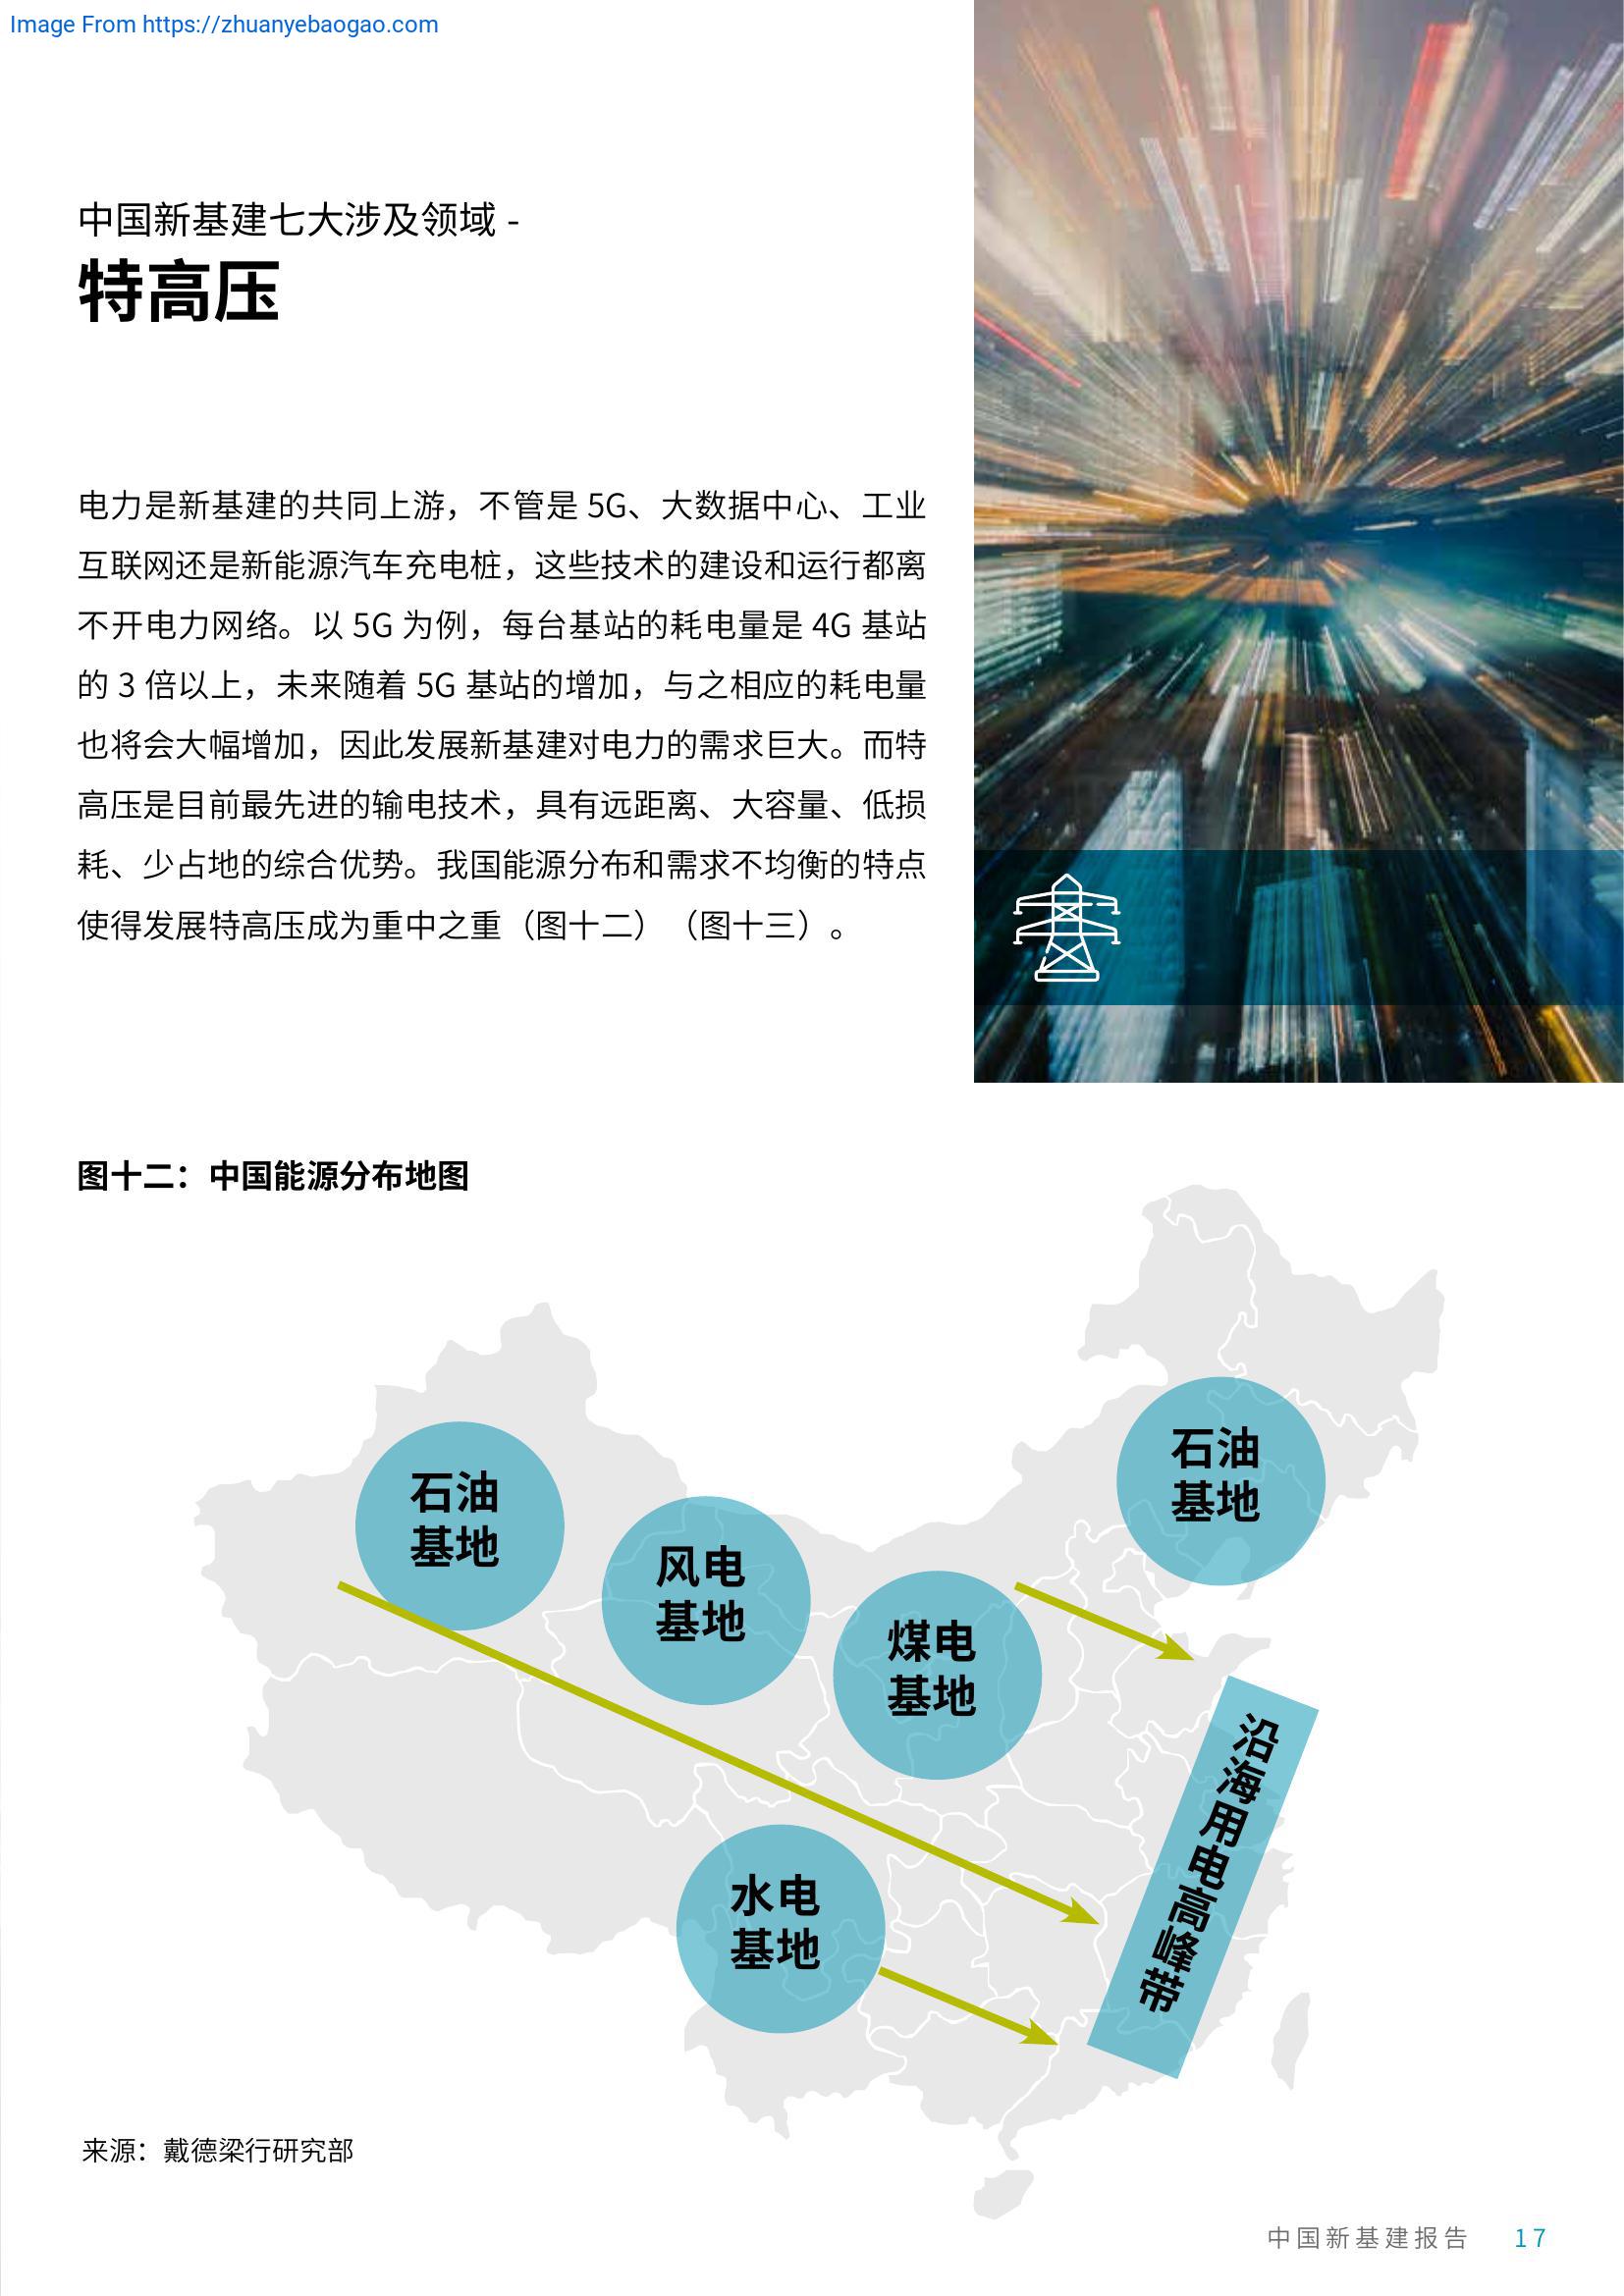 Image From https://zhuanyebaogao.com
中国新基建七大涉及领域 -
特高压
电力是新基建的共同上游，不管是 5G、大数据中心、工业
互联网还是新能源汽车充电桩，这些技术的建设和运行都离
不开电力网络。以 5G 为例，每台基站的耗电量是 4G 基站
的 3 倍以上，未来随着 5G 基站的增加，与之相应的耗电量
也将会大幅增加，因此发展新基建对电力的需求巨大。而特
高压是目前最先进的输电技术，具有远距离、大容量、低损
耗、少占地的综合优势。我国能源分布和需求不均衡的特点
使得发展特高压成为重中之重（图十二）（图十三）。
图十二：中国能源分布地图
石油
基地
石油
基地
风电
基地
煤电
基地
水电
基地
沿海用电高峰带
来源：戴德梁行研究部
中国新基建报告 17